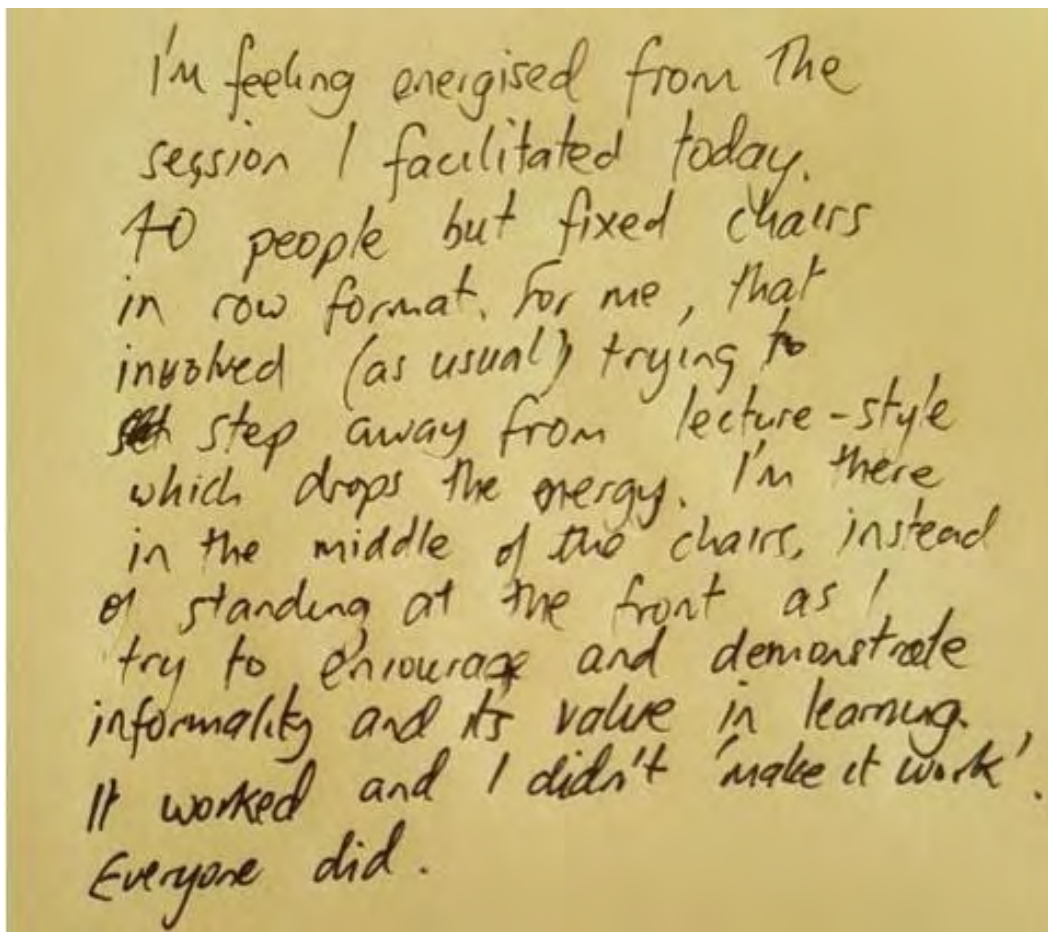 I'm feeling energised from the
session I facilitated today.
40 people but fixed chairs
in row format. For me, that
involved (as usual) trying to
step away from lecture-style
which drops the energy. I'm there
in the middle of the chairs, instead
of standing at the front as I
try to encourage and demonstrate
informality and its value in learning.
It worked and I didn't 'make it work'.
Everyone did.